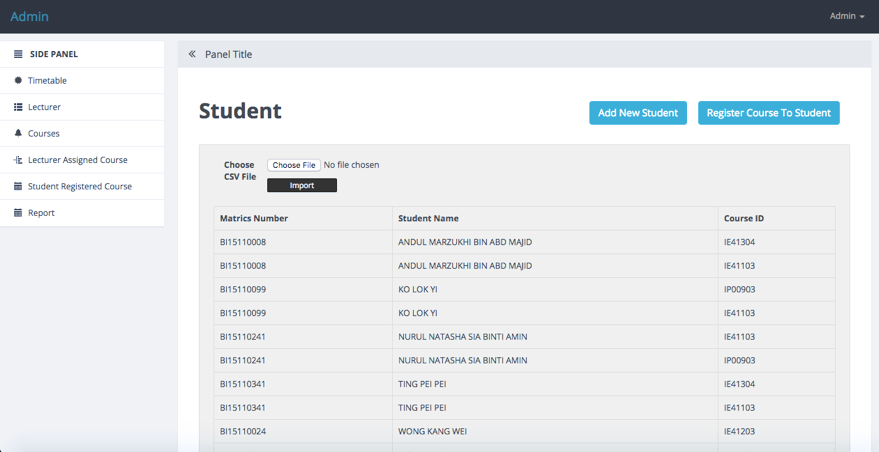 Admin
Admin
SIDE PANEL
Timetable
Lecturer
Courses
Lecturer Assigned Course
Student Registered Course
Report
Panel Title
Student
Add New Student
Register Course To Student
Choose
CSV File
Choose File No file chosen
Import
Matrics Number Student Name Course ID
BI15110008 ANDUL MARZUKHI BIN ABD MAJID IE41304
BI15110008 ANDUL MARZUKHI BIN ABD MAJID IE41103
BI15110099 KO LOK YI IP00903
BI15110099 KO LOK YI IE41103
BI15110241 NURUL NATASHA SIA BINTI AMIN IE41103
BI15110241 NURUL NATASHA SIA BINTI AMIN IP00903
BI15110341 TING PEI PEI IE41304
BI15110341 TING PEI PEI IE41103
BI15110024 WONG KANG WEI IE41203